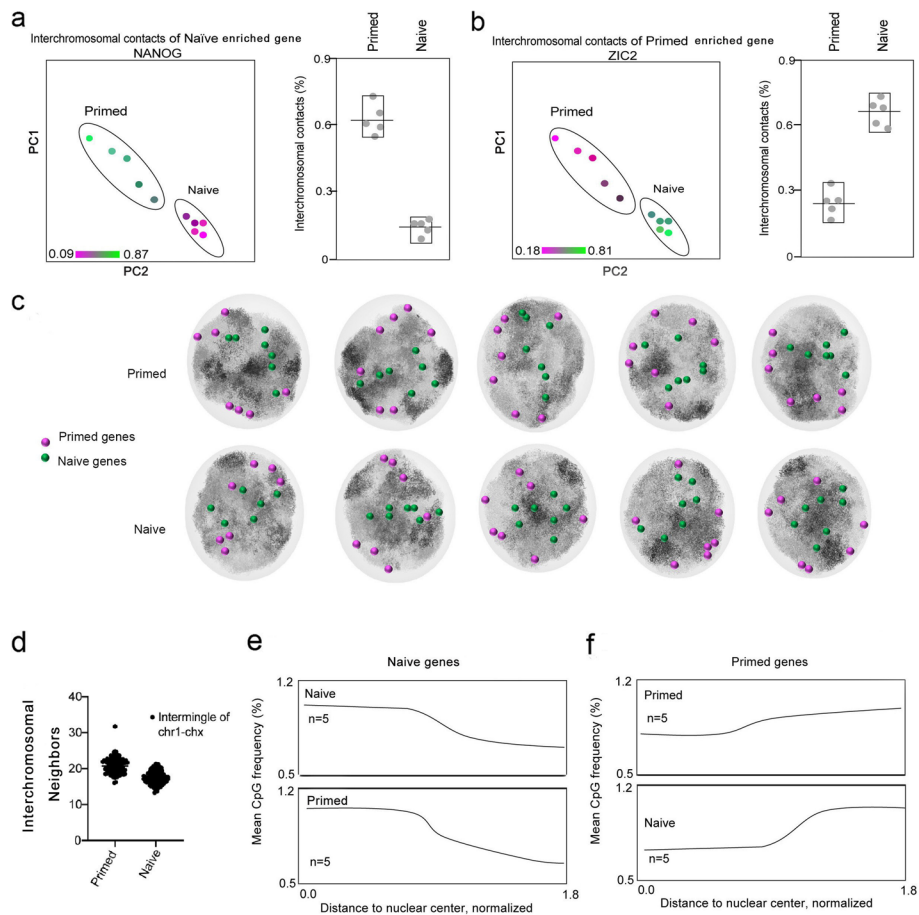 a
Interchromosomal contacts of Naïve enriched gene
NANOG
PC1
Primed
Naive
0.09
0.87
PC2
Primed
Naive
Interchromosomal contacts (%)
0.9
0.6
0.3
0
b
Interchromosomal contacts of Primed enriched gene
ZIC2
PC1
Primed
Naive
0.18
0.81
PC2
Primed
Naive
Interchromosomal contacts (%)
0.9
0.6
0.3
0
c
Primed
Primed genes
Naive genes
Naive
d
Interchromosomal
Neighbors
40
30
20
10
0
Intermingle of
chr1-chx
Primed
Naive
e
Naive genes
Mean CpG frequency (%)
1.2
Naive
n=5
0.5
Mean CpG frequency (%)
1.2
Primed
n=5
0.5
0.0
1.8
Distance to nuclear center, normalized
f
Primed genes
Mean CpG frequency (%)
1.2
Primed
n=5
0.5
Mean CpG frequency (%)
1.2
Naive
n=5
0.5
0.0
1.8
Distance to nuclear center, normalized